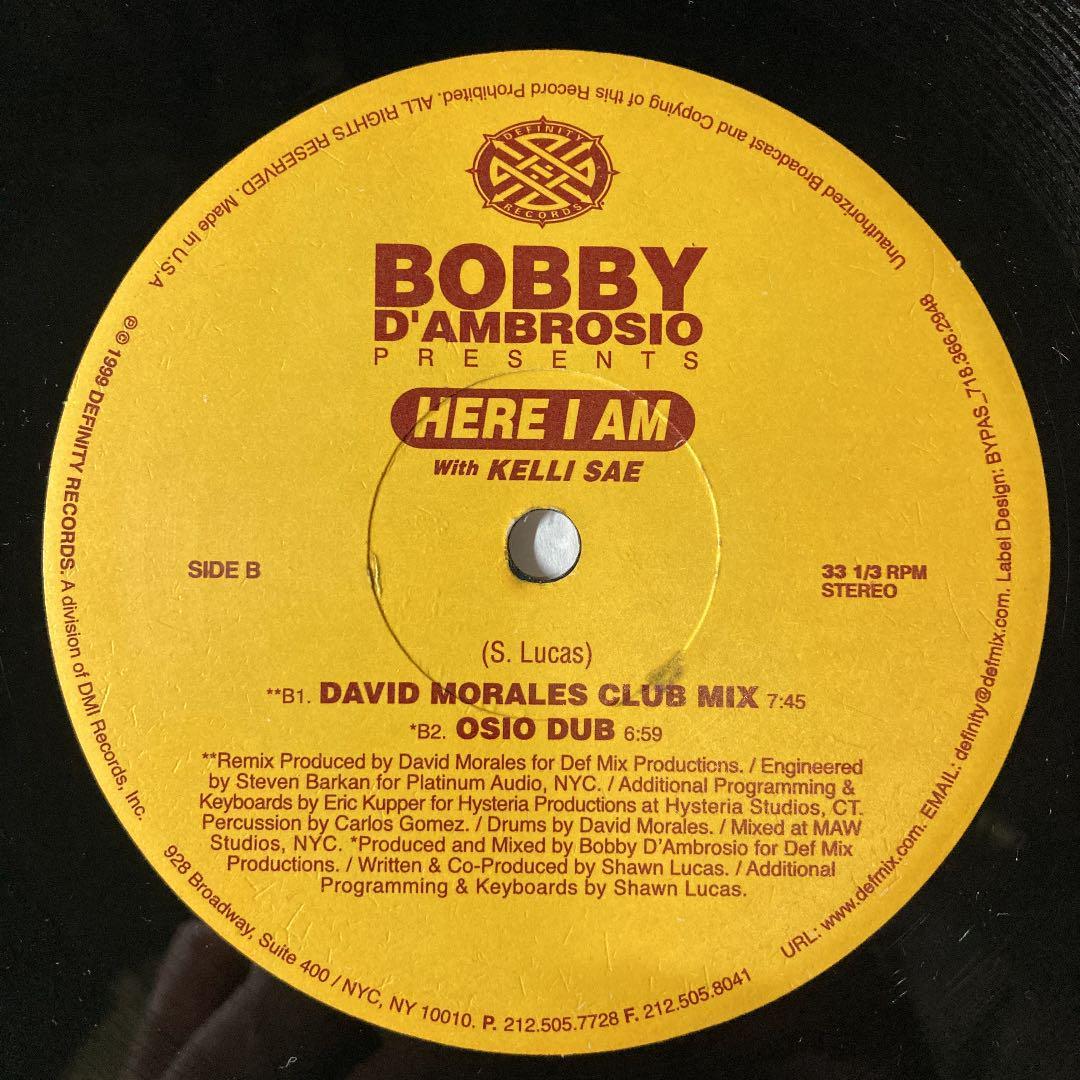 DEFINITY
RECORDS
BOBBY
D'AMBROSIO
PRESENTS
HERE I AM
With KELLI SAE
SIDE B
33 1/3 RPM
STEREO
(S. Lucas)
**B1. DAVID MORALES CLUB MIX 7:45
*B2. OSIO DUB 6:59
**Remix Produced by David Morales for Def Mix Productions. / Engineered
by Steven Barkan for Platinum Audio, NYC. / Additional Programming &
Keyboards by Eric Kupper for Hysteria Productions at Hysteria Studios, CT.
Percussion by Carlos Gomez. / Drums by David Morales. / Mixed at MAW
Studios, NYC. *Produced and Mixed by Bobby D'Ambrosio for Def Mix
Productions. / Written & Co-Produced by Shawn Lucas. / Additional
Programming & Keyboards by Shawn Lucas.
℗© 1999 DEFINITY RECORDS. A division of DMI Records, Inc.
928 Broadway, Suite 400 / NYC, NY 10010. P. 212.505.7728 F. 212.505.8041
URL: www.defmix.com. EMAIL: definity@defmix.com. Label Design: BYPAS_718.366.2948
Unauthorized Broadcast and Copying of this Record Prohibited. ALL RIGHTS RESERVED. Made In U.S.A